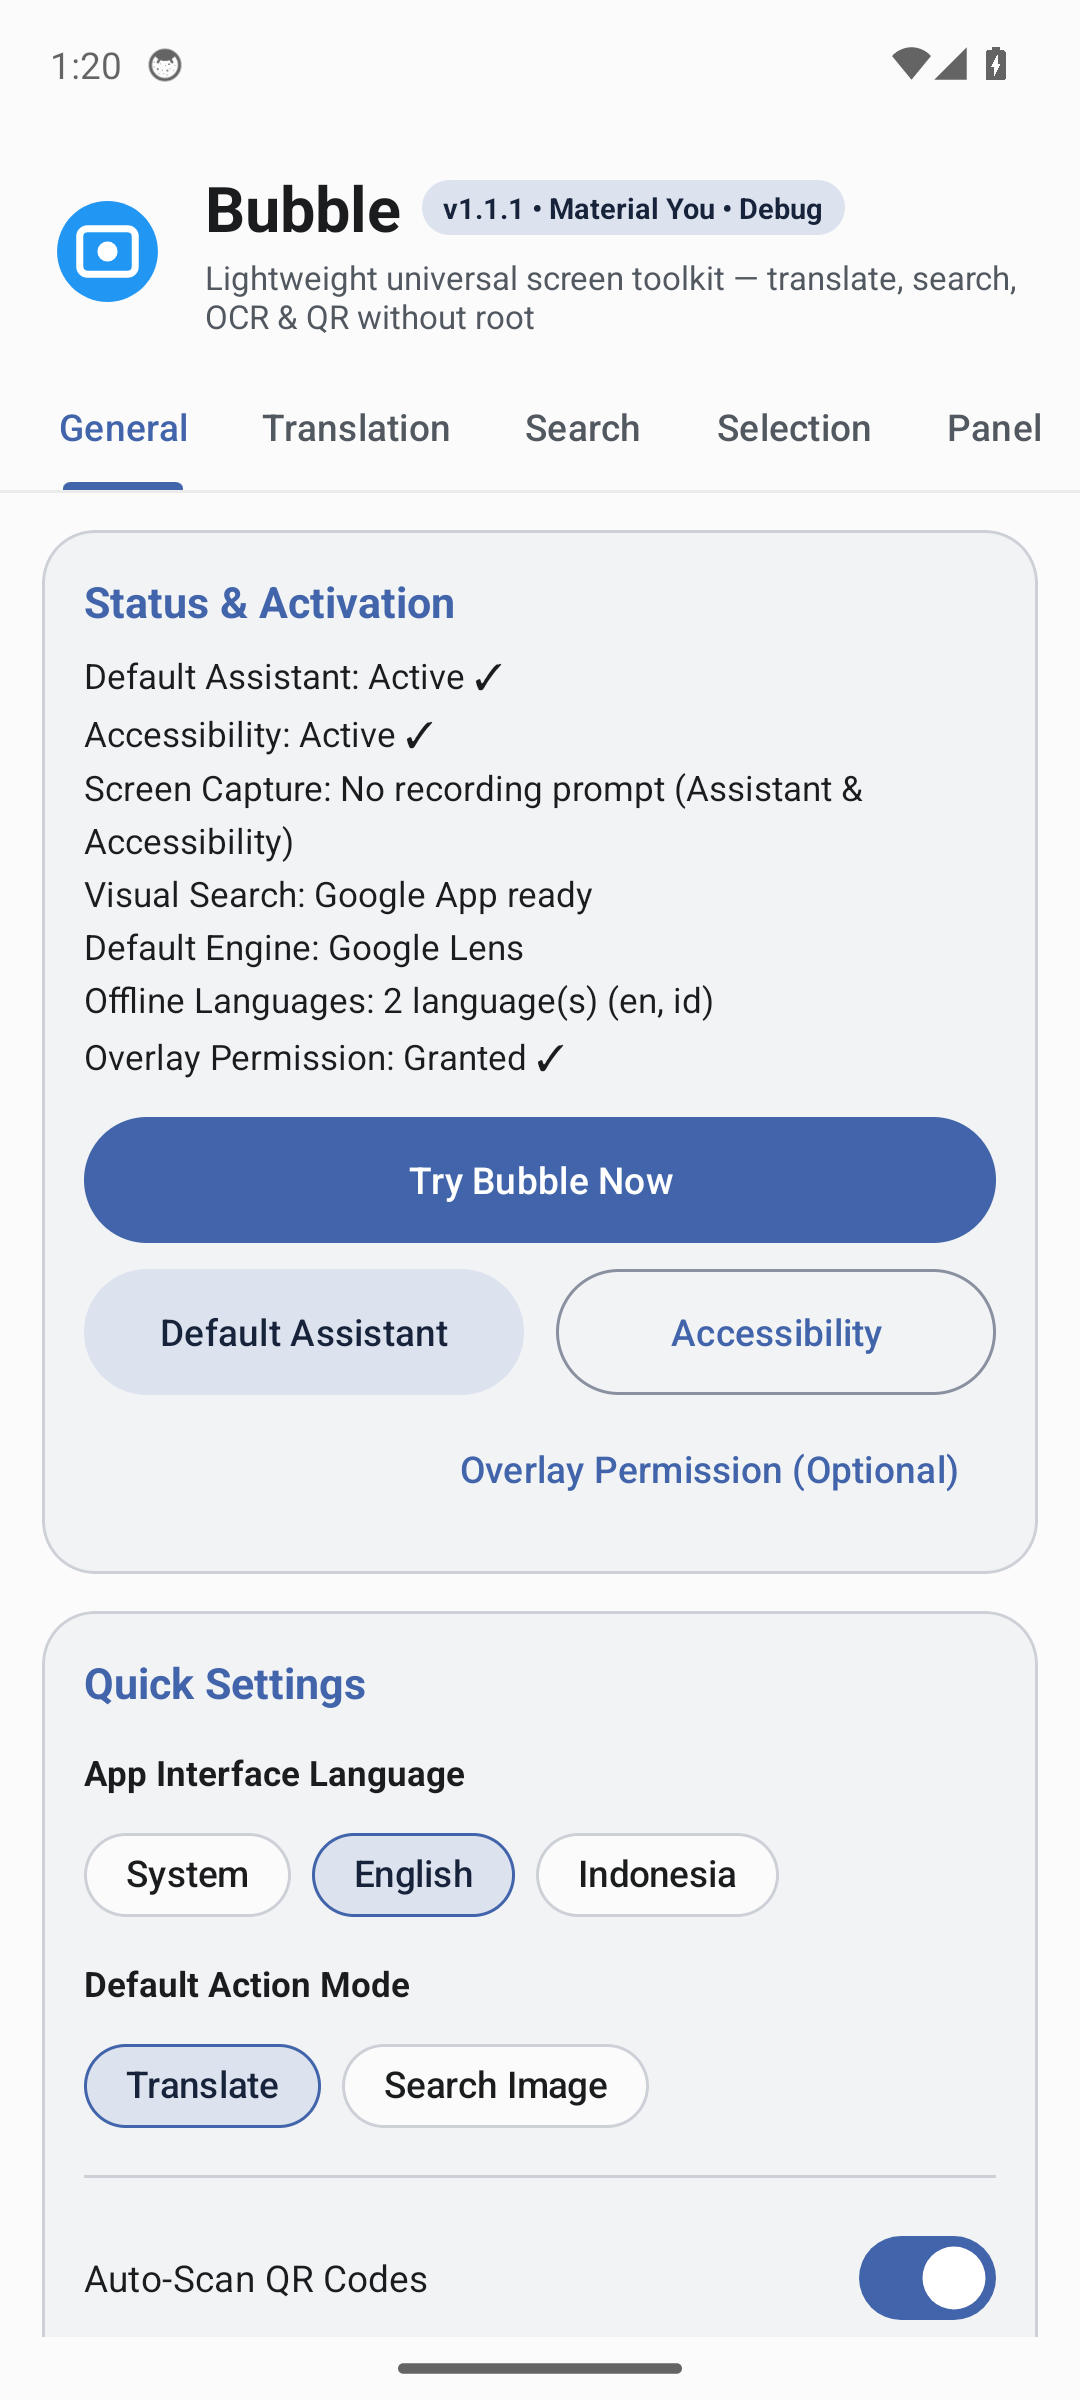 1:20
Bubble
v1.1.1 • Material You • Debug
Lightweight universal screen toolkit — translate, search,
OCR & QR without root
General Translation Search Selection Panel
Status & Activation
Default Assistant: Active ✓
Accessibility: Active ✓
Screen Capture: No recording prompt (Assistant &
Accessibility)
Visual Search: Google App ready
Default Engine: Google Lens
Offline Languages: 2 language(s) (en, id)
Overlay Permission: Granted ✓
Try Bubble Now
Default Assistant Accessibility
Overlay Permission (Optional)
Quick Settings
App Interface Language
System English Indonesia
Default Action Mode
Translate Search Image
Auto-Scan QR Codes